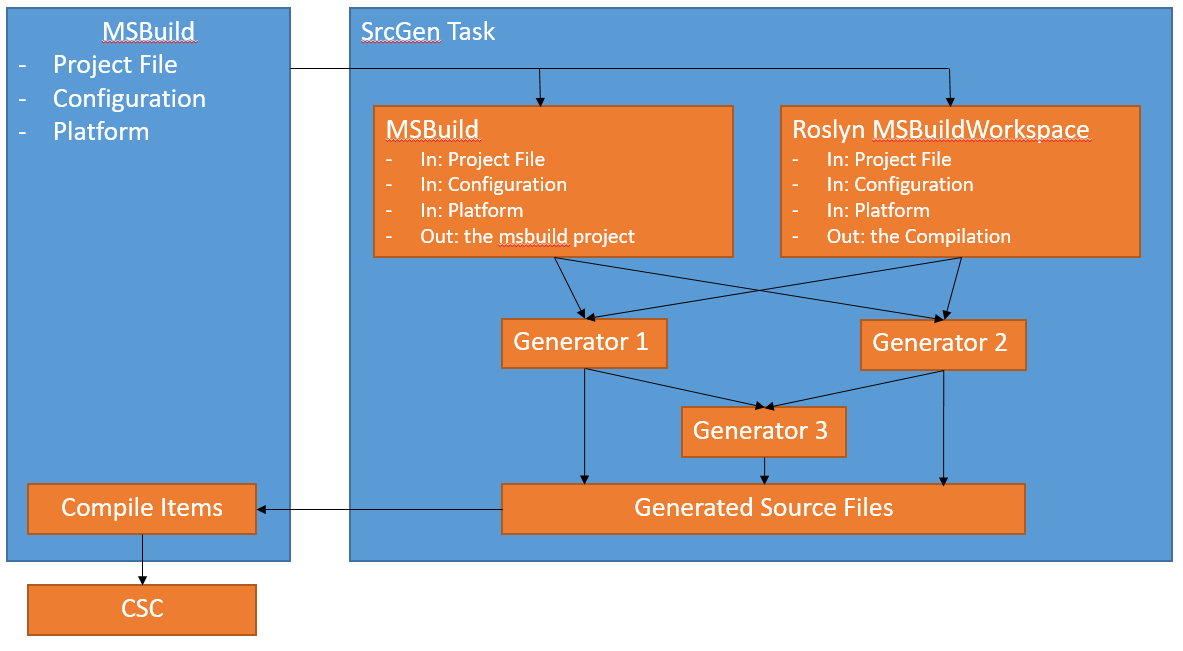 MSBuild
- Project File
- Configuration
- Platform
SrcGen Task
MSBuild
- In: Project File
- In: Configuration
- In: Platform
- Out: the msbuild project
Roslyn MSBuildWorkspace
- In: Project File
- In: Configuration
- In: Platform
- Out: the Compilation
Generator 1
Generator 2
Generator 3
Compile Items
Generated Source Files
CSC